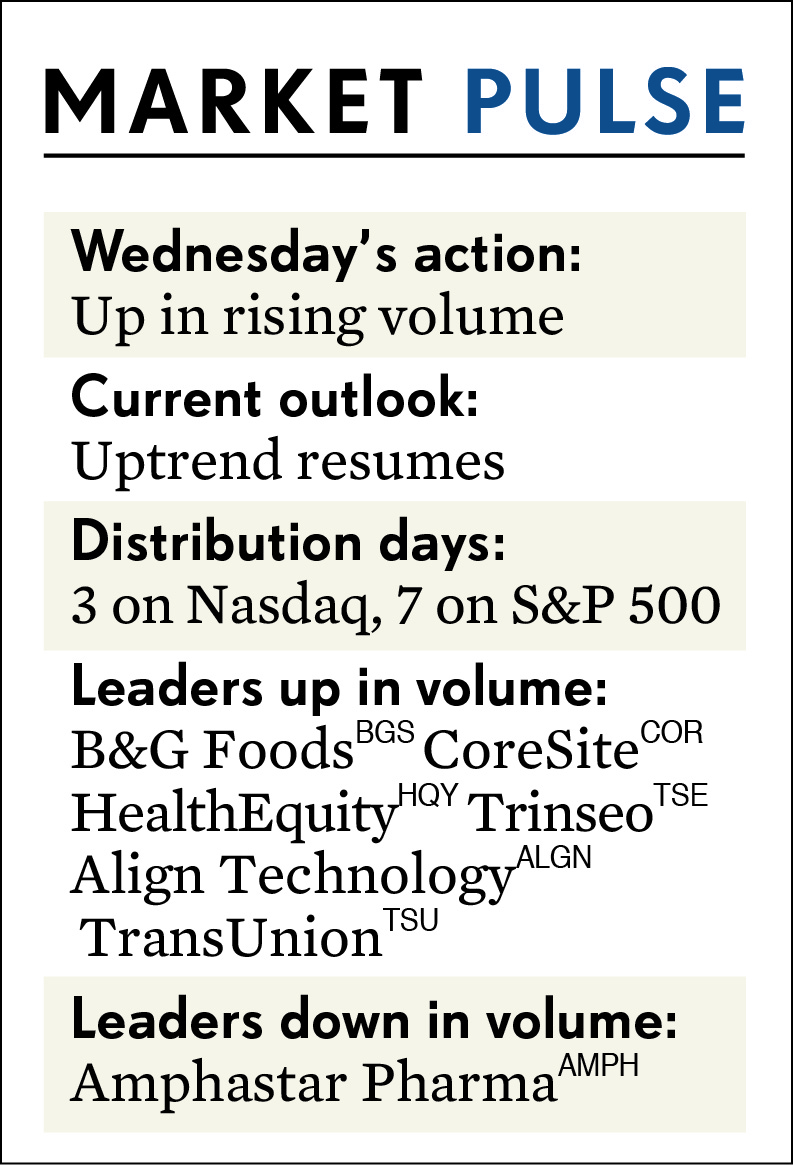 MARKET PULSE
Wednesday’s action:
Up in rising volume
Current outlook:
Uptrend resumes
Distribution days:
3 on Nasdaq, 7 on S&P 500
Leaders up in volume:
B&G Foods BGS CoreSite COR
HealthEquity HQY Trinseo TSE
Align Technology ALGN
TransUnion TSU
Leaders down in volume:
Amphastar Pharma AMPH